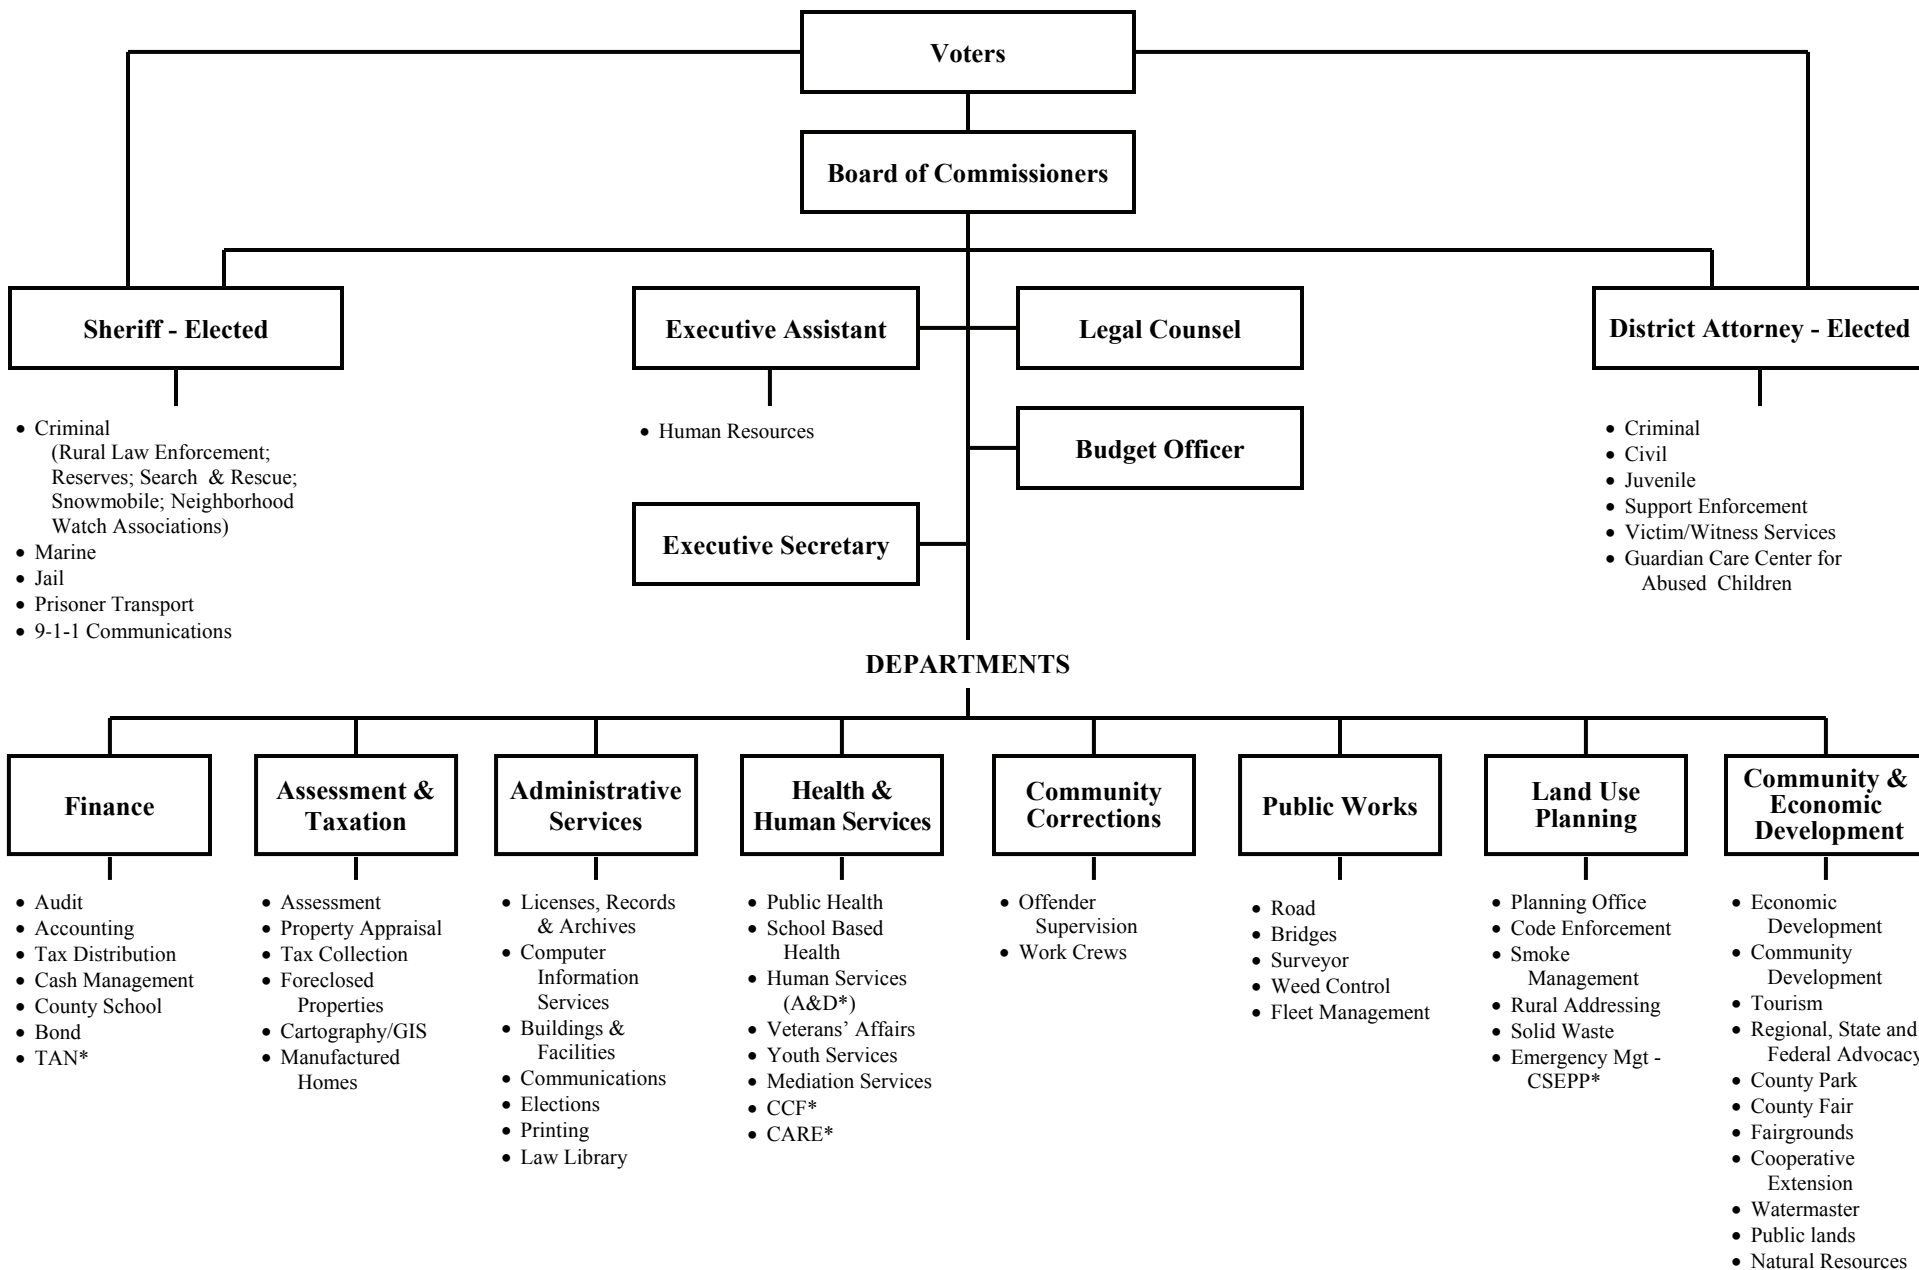 Voters
Board of Commissioners
Sheriff - Elected
Executive Assistant
Legal Counsel
District Attorney - Elected
• Criminal
(Rural Law Enforcement;
Reserves; Search & Rescue;
Snowmobile; Neighborhood
Watch Associations)
• Marine
• Jail
• Prisoner Transport
• 9-1-1 Communications
• Human Resources
Budget Officer
Executive Secretary
• Criminal
• Civil
• Juvenile
• Support Enforcement
• Victim/Witness Services
• Guardian Care Center for
Abused Children
DEPARTMENTS
Finance
• Audit
• Accounting
• Tax Distribution
• Cash Management
• County School
• Bond
• TAN*
Assessment &
Taxation
• Assessment
• Property Appraisal
• Tax Collection
• Foreclosed
Properties
• Cartography/GIS
• Manufactured
Homes
Administrative
Services
• Licenses, Records
& Archives
• Computer
Information
Services
• Buildings &
Facilities
• Communications
• Elections
• Printing
• Law Library
Health &
Human Services
• Public Health
• School Based
Health
• Human Services
(A&D*)
• Veterans’ Affairs
• Youth Services
• Mediation Services
• CCF*
• CARE*
Community
Corrections
• Offender
Supervision
• Work Crews
Public Works
• Road
• Bridges
• Surveyor
• Weed Control
• Fleet Management
Land Use
Planning
• Planning Office
• Code Enforcement
• Smoke
Management
• Rural Addressing
• Solid Waste
• Emergency Mgt -
CSEPP*
Community &
Economic
Development
• Economic
Development
• Community
Development
• Tourism
• Regional, State and
Federal Advocacy
• County Park
• County Fair
• Fairgrounds
• Cooperative
Extension
• Watermaster
• Public lands
• Natural Resources